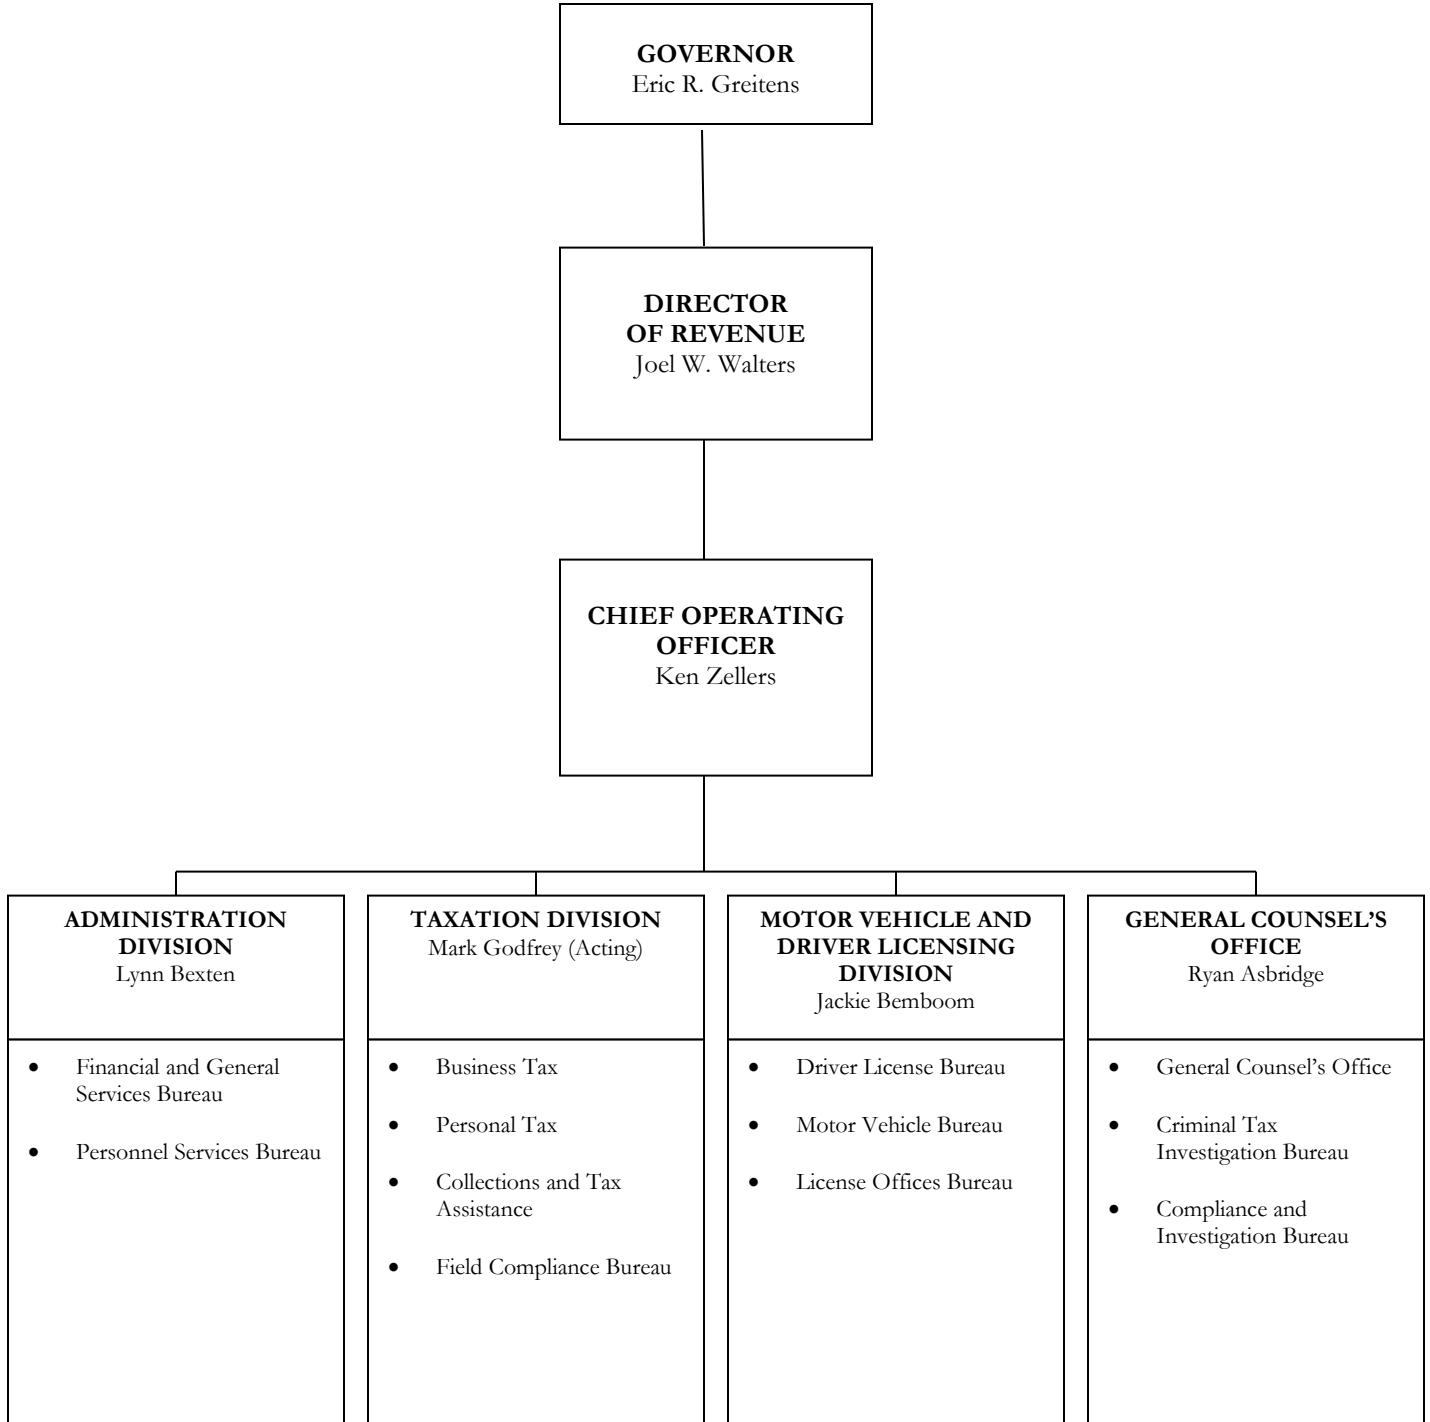 GOVERNOR
Eric R. Greitens
DIRECTOR
OF REVENUE
Joel W. Walters
CHIEF OPERATING
OFFICER
Ken Zellers
ADMINISTRATION
DIVISION
Lynn Bexten
• Financial and General
Services Bureau
• Personnel Services Bureau
TAXATION DIVISION
Mark Godfrey (Acting)
• Business Tax
• Personal Tax
• Collections and Tax
Assistance
• Field Compliance Bureau
MOTOR VEHICLE AND
DRIVER LICENSING
DIVISION
Jackie Bemboom
• Driver License Bureau
• Motor Vehicle Bureau
• License Offices Bureau
GENERAL COUNSEL’S
OFFICE
Ryan Asbridge
• General Counsel’s Office
• Criminal Tax
Investigation Bureau
• Compliance and
Investigation Bureau